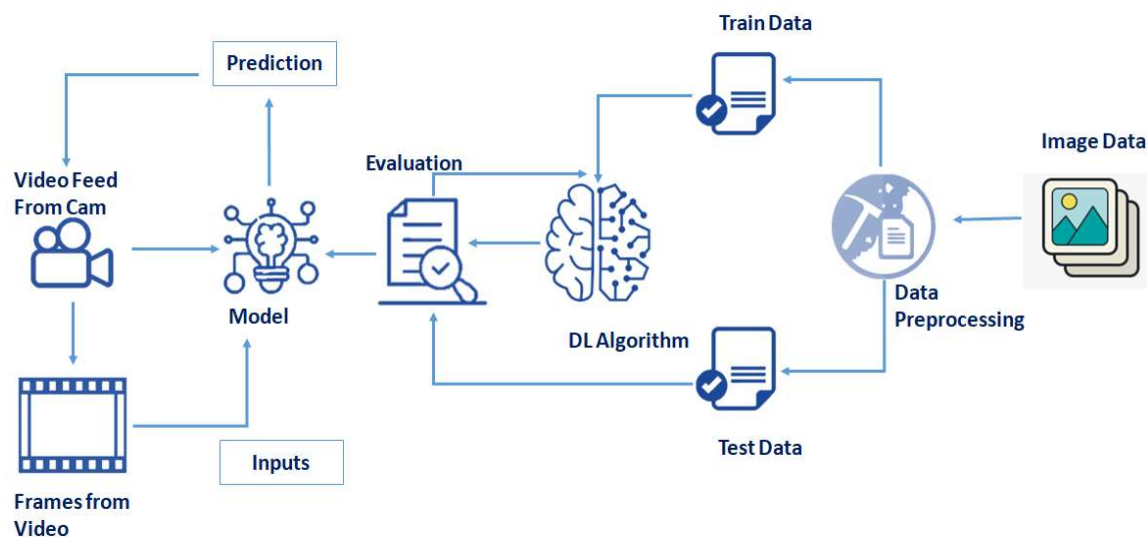 Train Data
Prediction
Image Data
Evaluation
Video Feed
From Cam
Data
Preprocessing
Model
DL Algorithm
Test Data
Inputs
Frames from
Video